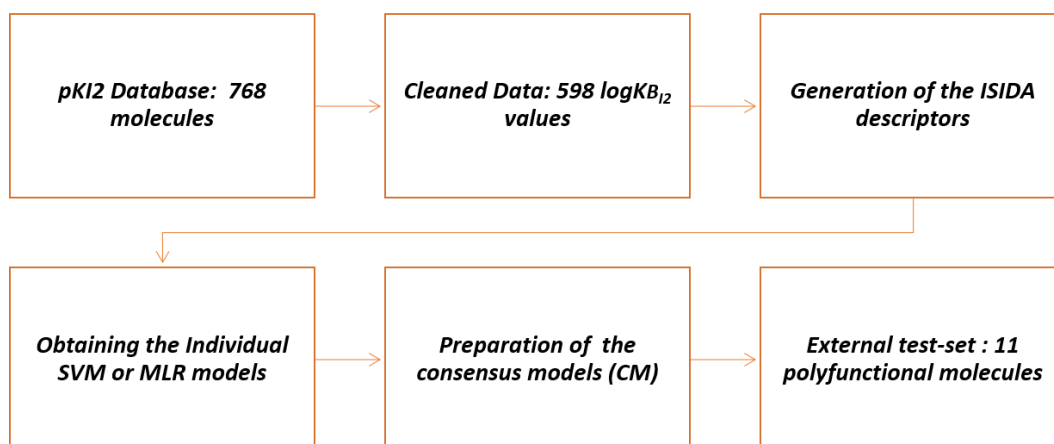 pKI2 Database:  768
molecules
Cleaned Data: 598 logKB_I2
values
Generation of the ISIDA
descriptors
Obtaining the Individual
SVM or MLR models
Preparation of  the
consensus models (CM)
External test-set : 11
polyfunctional molecules